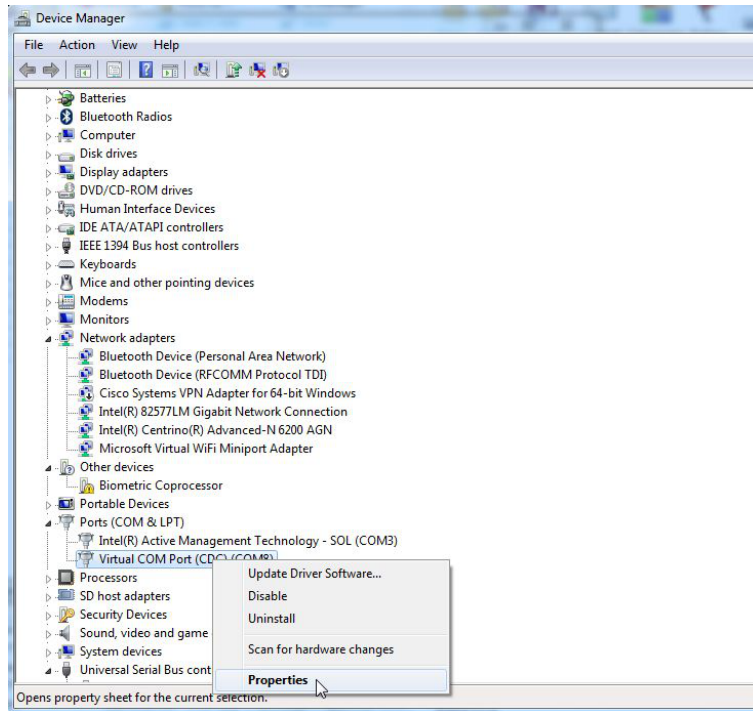 Device Manager
File Action View Help
Batteries
Bluetooth Radios
Computer
Disk drives
Display adapters
DVD/CD-ROM drives
Human Interface Devices
IDE ATA/ATAPI controllers
IEEE 1394 Bus host controllers
Keyboards
Mice and other pointing devices
Modems
Monitors
Network adapters
Bluetooth Device (Personal Area Network)
Bluetooth Device (RFCOMM Protocol TDI)
Cisco Systems VPN Adapter for 64-bit Windows
Intel(R) 82577LM Gigabit Network Connection
Intel(R) Centrino(R) Advanced-N 6200 AGN
Microsoft Virtual WiFi Miniport Adapter
Other devices
Biometric Coprocessor
Portable Devices
Ports (COM & LPT)
Intel(R) Active Management Technology - SOL (COM3)
Virtual COM Port (CDC) (COM8)
Processors
SD host adapters
Security Devices
Sound, video and game
System devices
Universal Serial Bus cont
Update Driver Software...
Disable
Uninstall
Scan for hardware changes
Properties
Opens property sheet for the current selection.